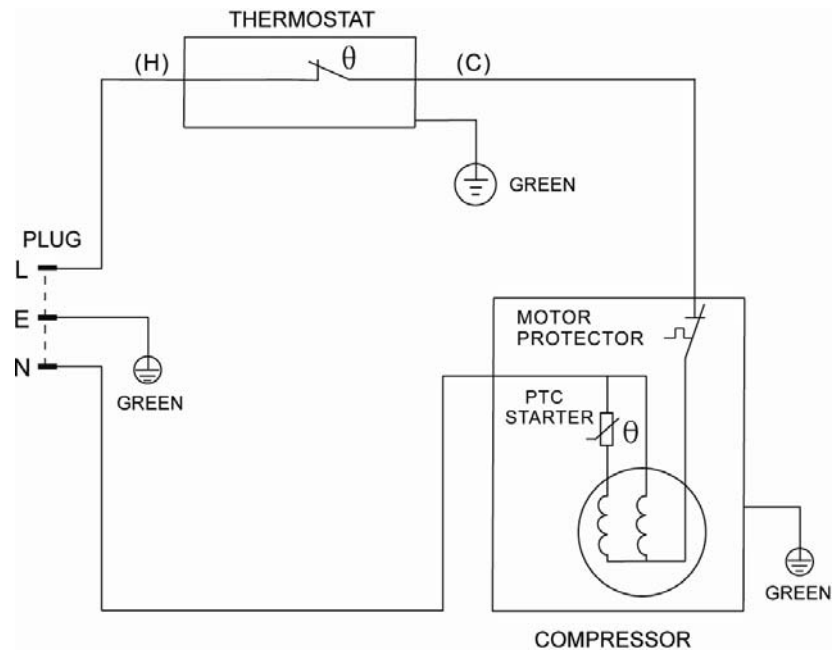 THERMOSTAT
(H)
θ
(C)
GREEN
PLUG
L
E
N
GREEN
MOTOR
PROTECTOR
PTC
STARTER
θ
GREEN
COMPRESSOR